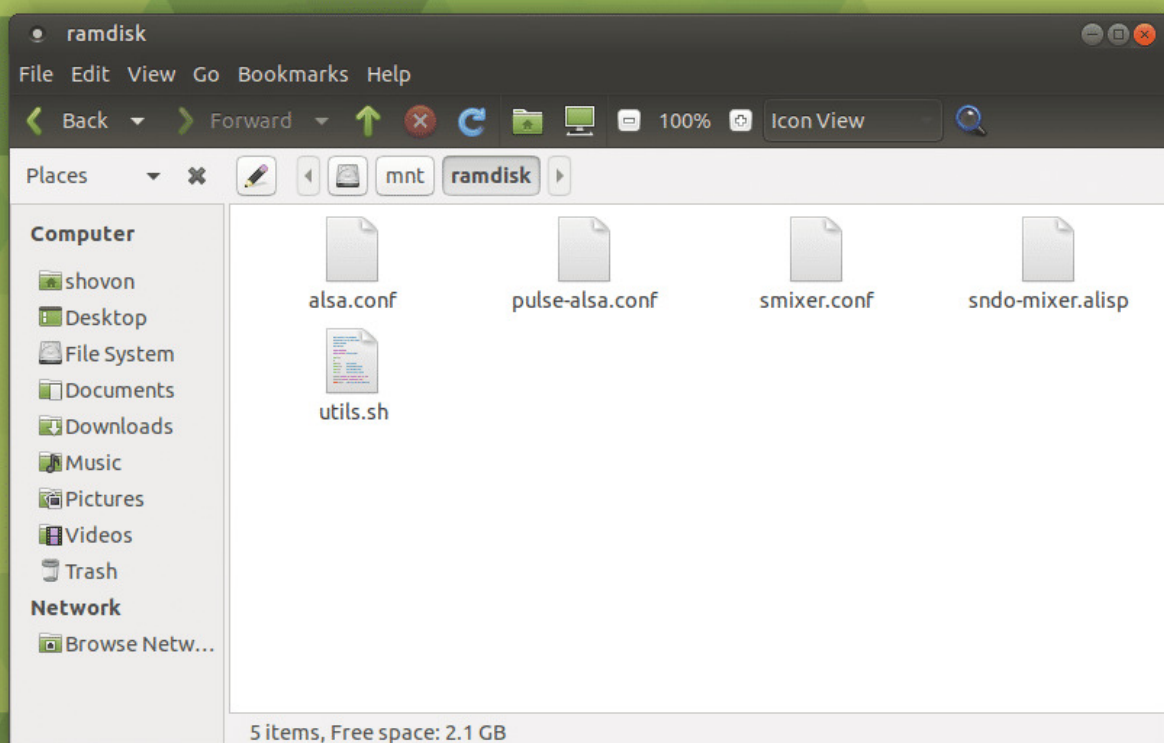 ramdisk
File Edit View Go Bookmarks Help
Back Forward 100% Icon View
Places mnt ramdisk
Computer
shovon
Desktop
File System
Documents
Downloads
Music
Pictures
Videos
Trash
Network
Browse Netw...
alsa.conf pulse-alsa.conf smixer.conf sndo-mixer.alisp
utils.sh
5 items, Free space: 2.1 GB